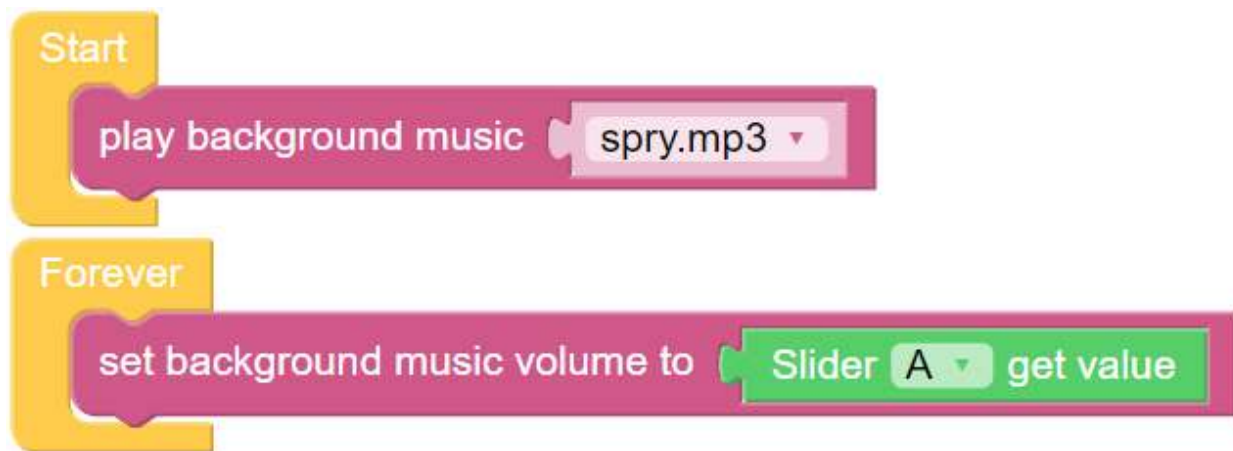 Start
play background music spry.mp3
Forever
set background music volume to Slider A get value